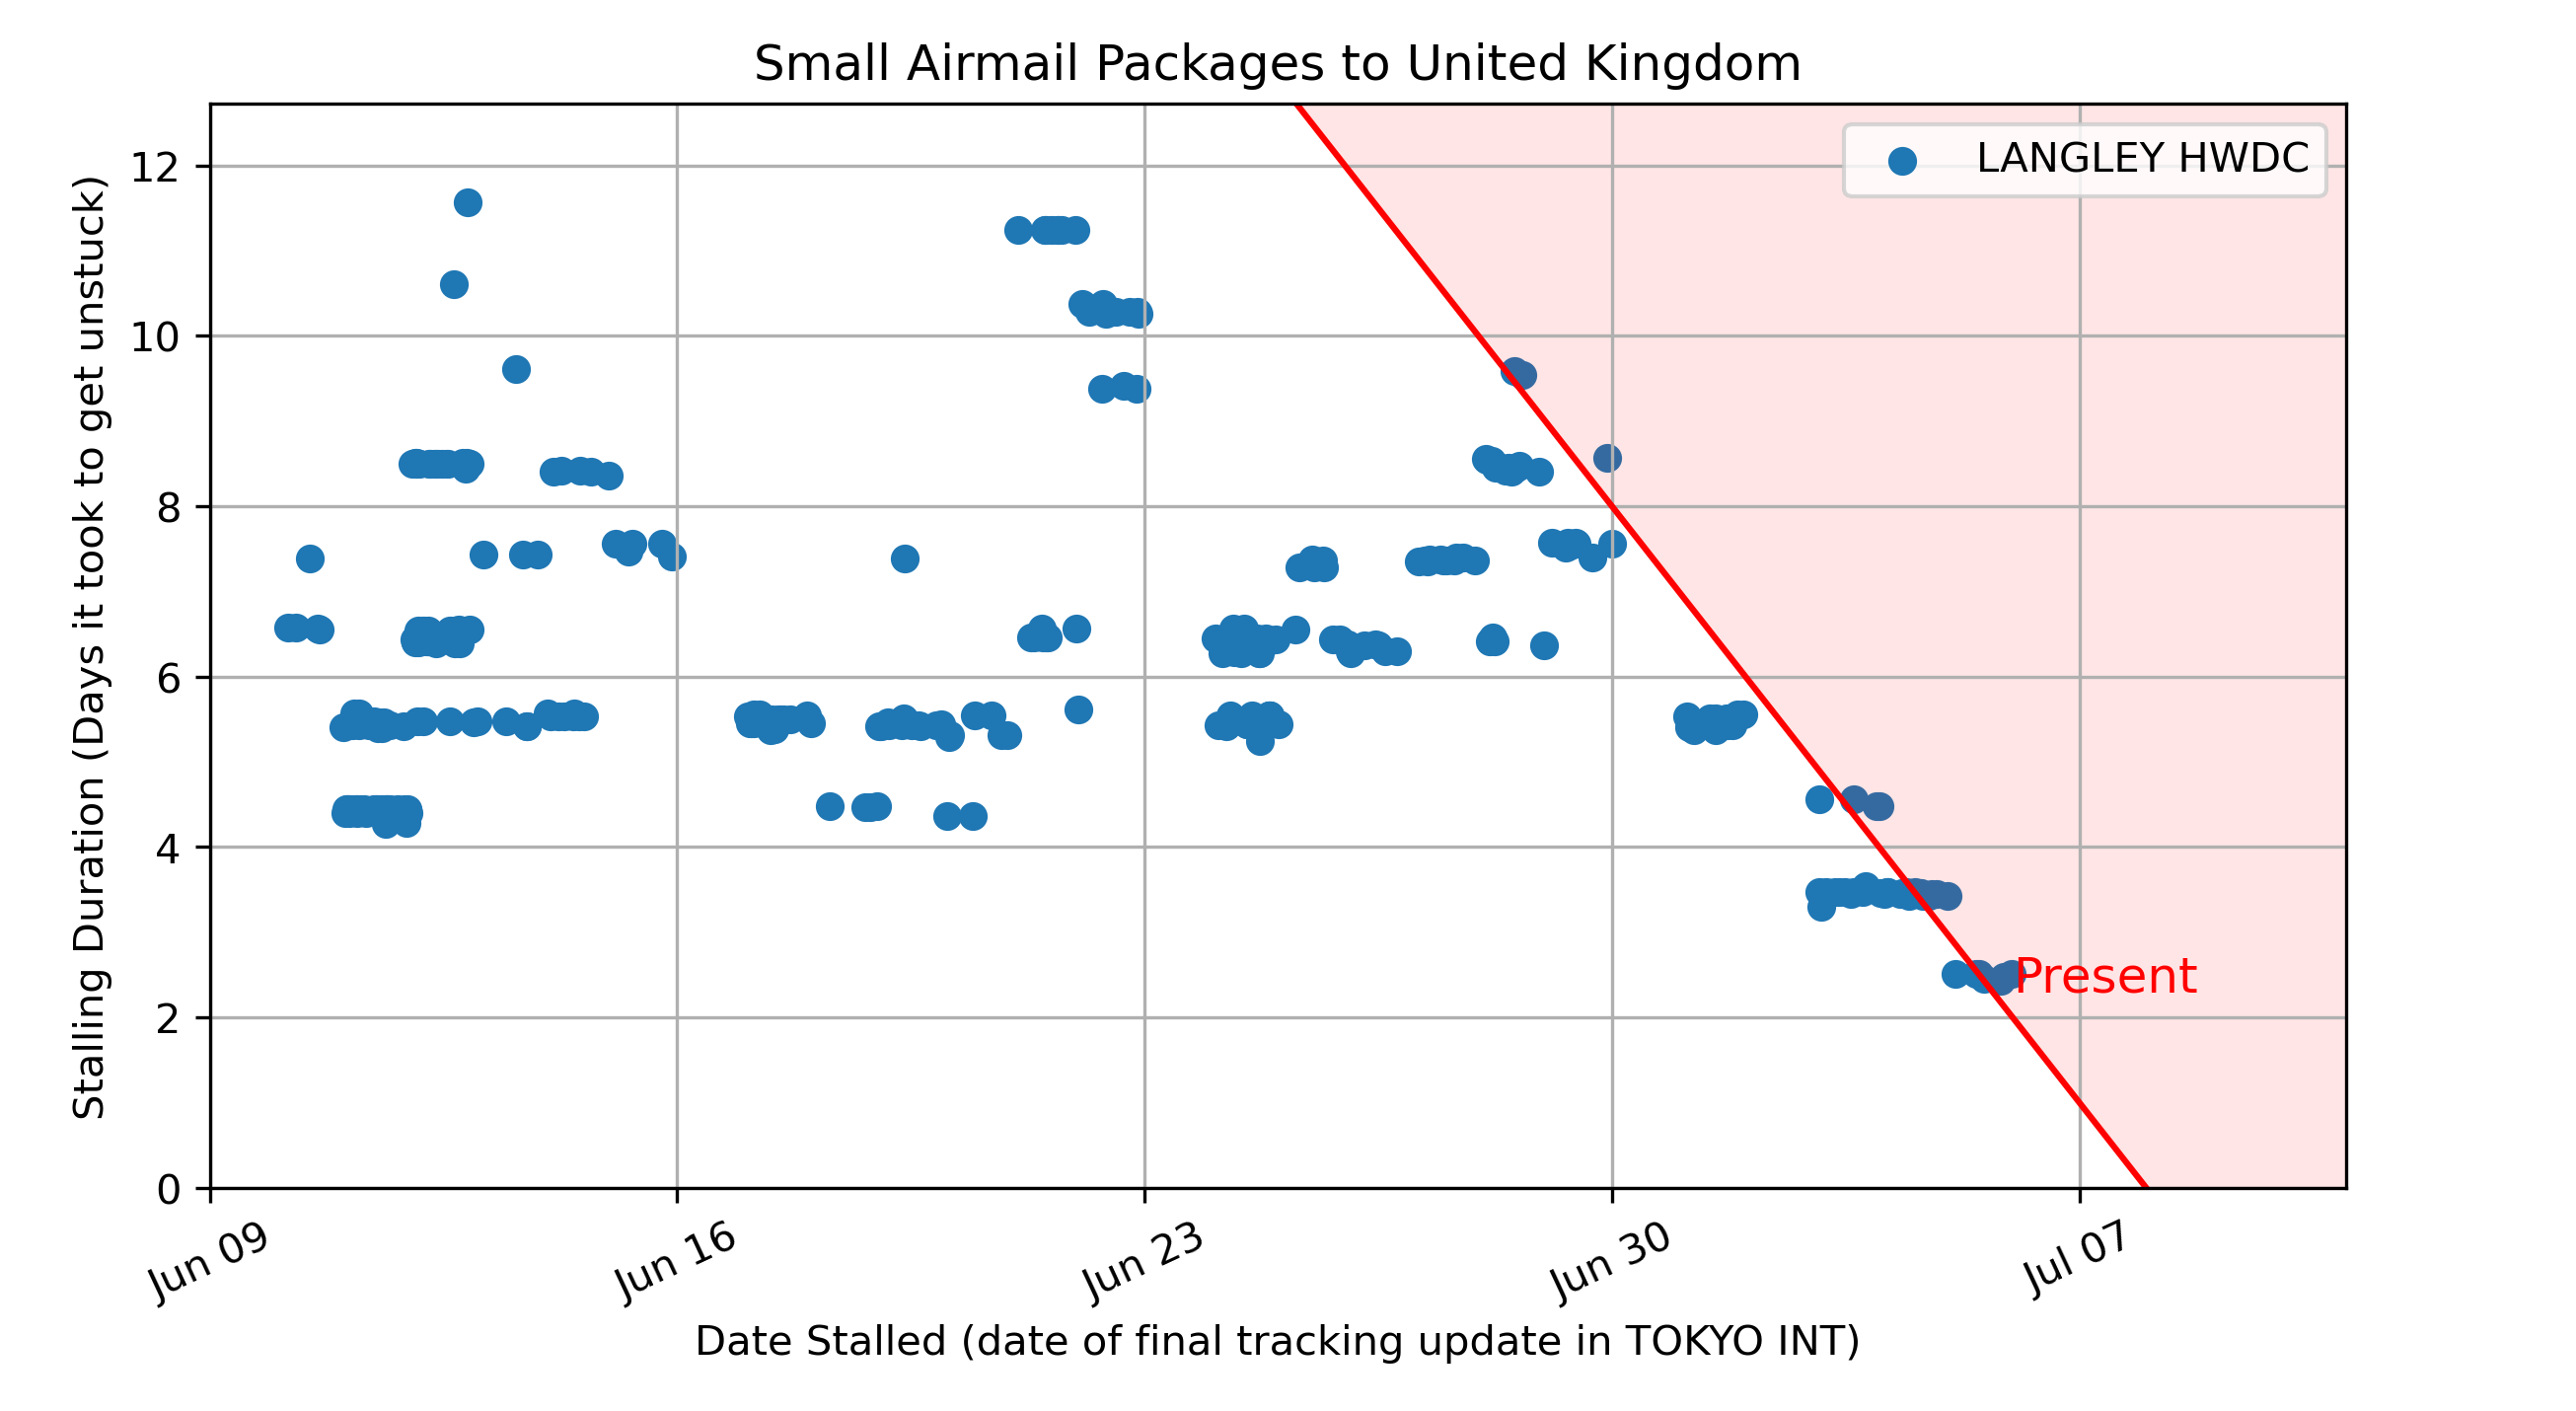 Small Airmail Packages to United Kingdom
LANGLEY HWDC
Stalling Duration (Days it took to get unstuck)
12
10
8
6
4
2
0
Present
Jun 09
Jun 16
Jun 23
Jun 30
Jul 07
Date Stalled (date of final tracking update in TOKYO INT)